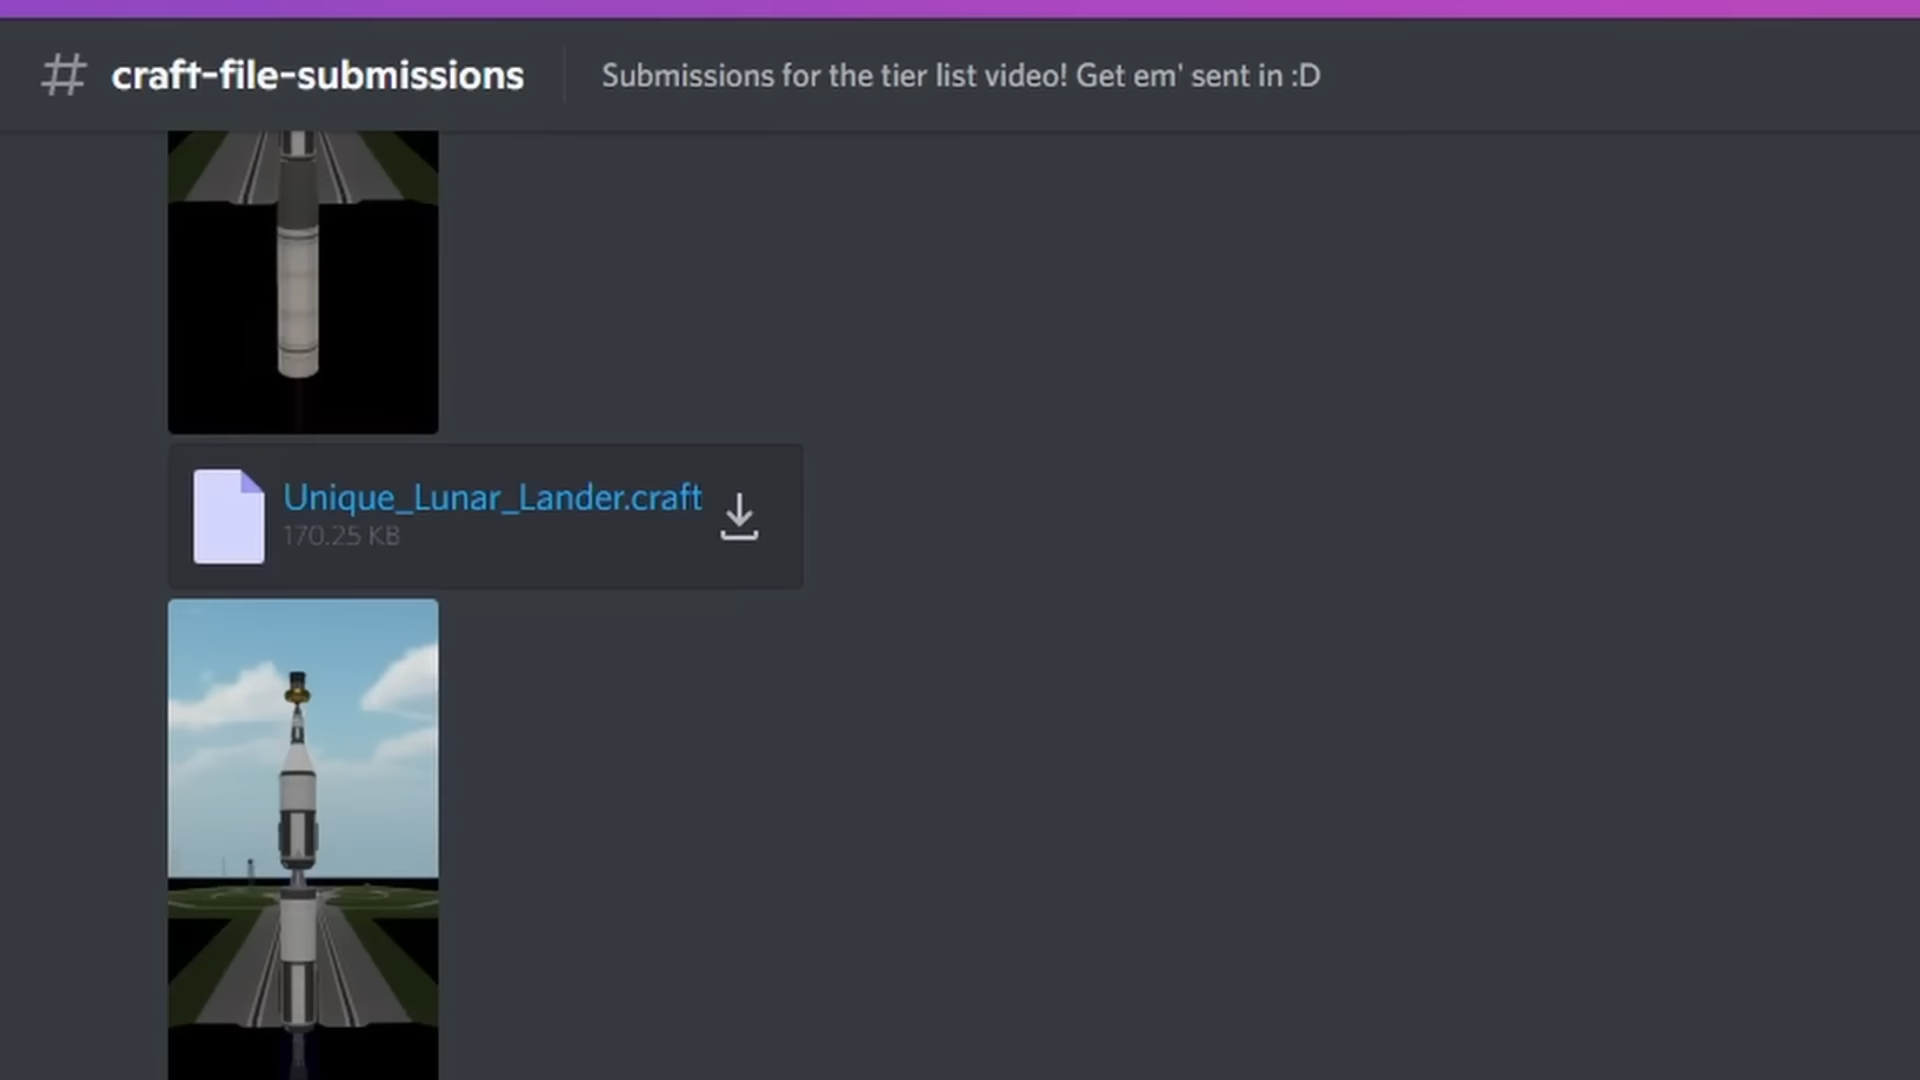 # craft-file-submissions
Submissions for the tier list video! Get em' sent in :D
Unique_Lunar_Lander.craft
170.25 KB